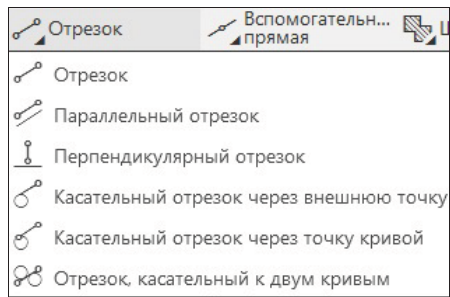 Отрезок
Вспомогательн...
прямая
Отрезок
Параллельный отрезок
Перпендикулярный отрезок
Касательный отрезок через внешнюю точку
Касательный отрезок через точку кривой
Отрезок, касательный к двум кривым